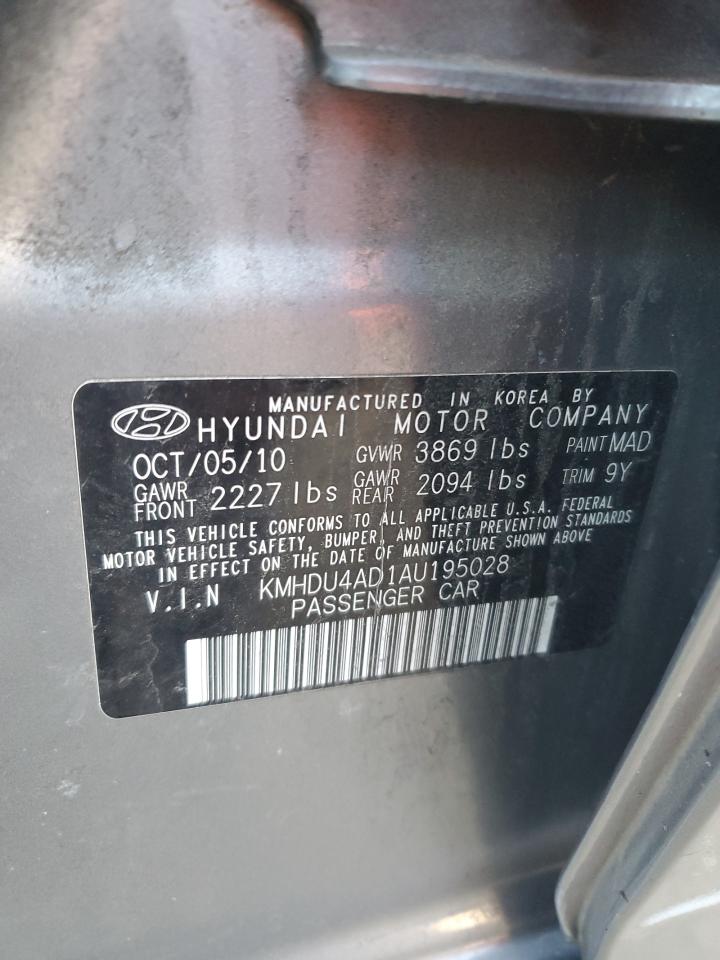 MANUFACTURED IN KOREA BY
HYUNDAI MOTOR COMPANY
OCT/05/10 GVWR 3869 lbs PAINT MAD
GAWR FRONT 2227 lbs GAWR REAR 2094 lbs TRIM 9Y
THIS VEHICLE CONFORMS TO ALL APPLICABLE U.S.A. FEDERAL
MOTOR VEHICLE SAFETY, BUMPER, AND THEFT PREVENTION STANDARDS
IN EFFECT ON THE DATE OF MANUFACTURE SHOWN ABOVE
V.I.N KMHDU4AD1AU195028
PASSENGER CAR